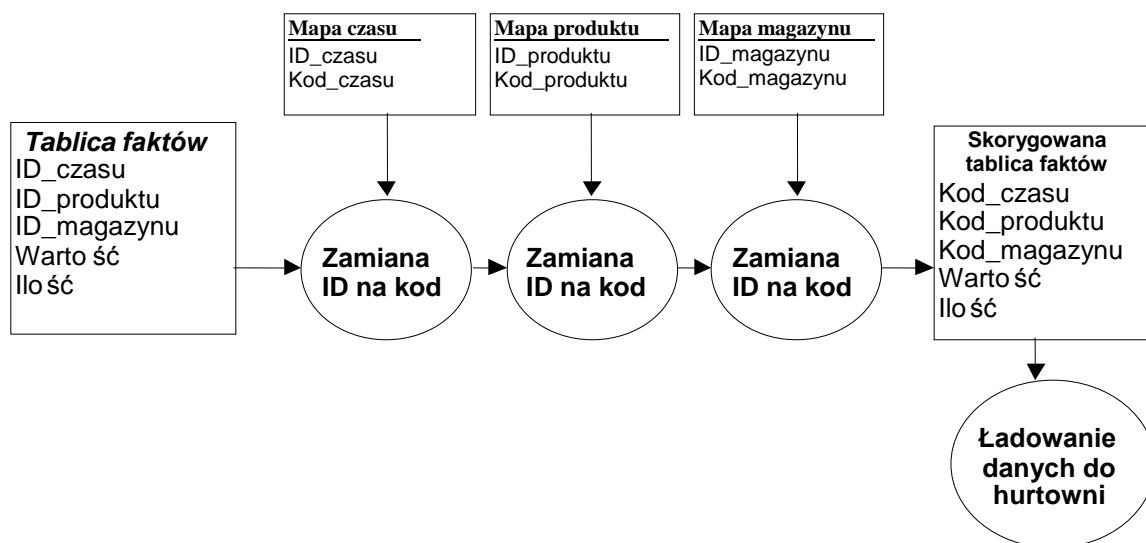 Mapa czasu
ID_czasu
Kod_czasu
Mapa produktu
ID_produktu
Kod_produktu
Mapa magazynu
ID_magazynu
Kod_magazynu
Tablica faktów
ID_czasu
ID_produktu
ID_magazynu
Warto ść
Ilo ść
Zamiana
ID na kod
Zamiana
ID na kod
Zamiana
ID na kod
Skorygowana
tablica faktów
Kod_czasu
Kod_produktu
Kod_magazynu
Warto ść
Ilo ść
Ładowanie
danych do
hurtowni